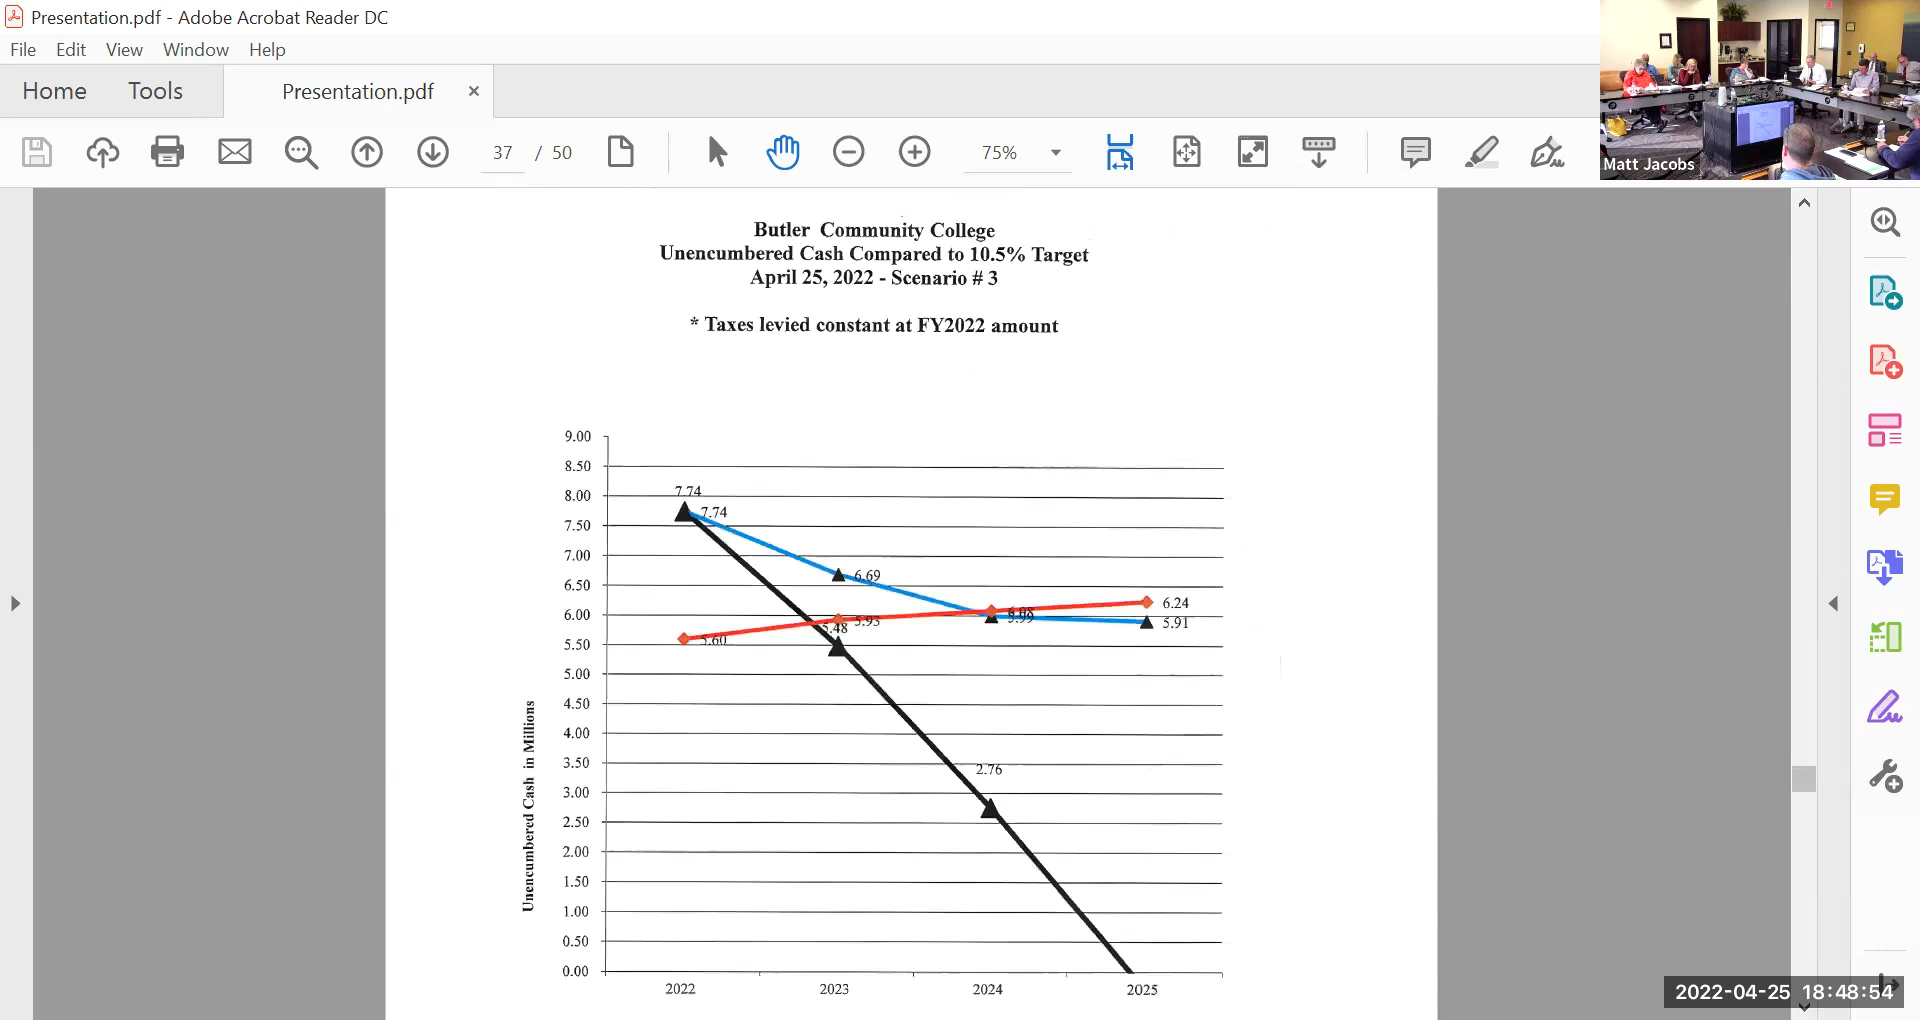 Presentation.pdf - Adobe Acrobat Reader DC
File Edit View Window Help
Home Tools Presentation.pdf ×
37 / 50 75%
Matt Jacobs
Butler Community College
Unencumbered Cash Compared to 10.5% Target
April 25, 2022 - Scenario # 3
* Taxes levied constant at FY2022 amount
9.00
8.50
8.00
7.50
7.00
6.50
6.00
5.50
5.00
4.50
4.00
3.50
3.00
2.50
2.00
1.50
1.00
0.50
0.00
Unencumbered Cash in Millions
7.74
7.74
6.69
6.24
6.08
5.99
5.91
5.93
5.48
5.60
2.76
2022 2023 2024 2025
2022-04-25 18:48:54